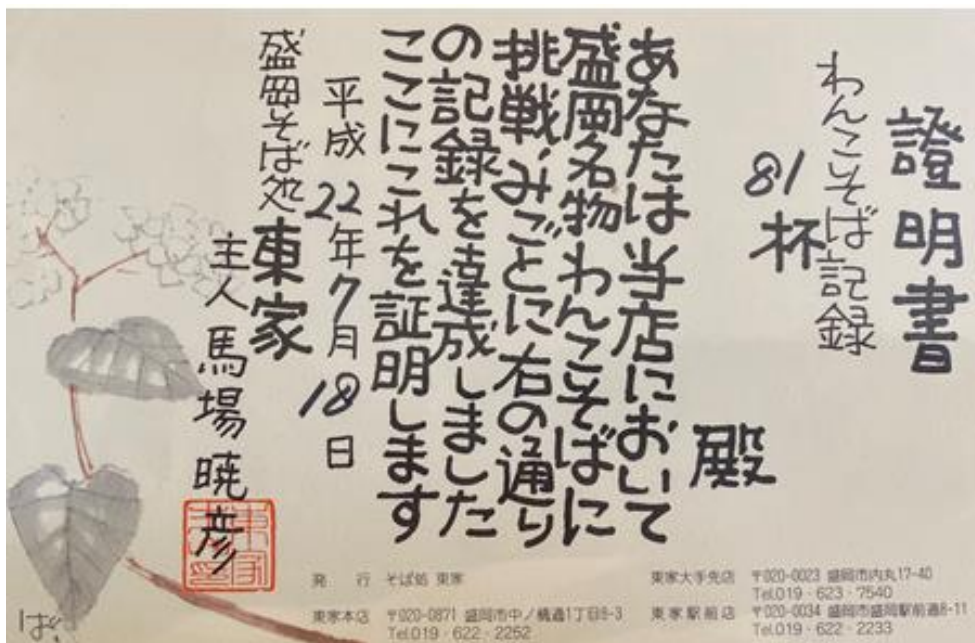 證明書
わんこそば記録
81杯
殿
あなたは当店において
盛岡名物わんこそばに
挑戦、みごとに右の通り
の記録を達成しました
ここにこれを証明します
平成22年7月18日
盛岡そば処 東家
主人 馬場暁彦
発 行 そば処 東家
東家本店 〒020-0871 盛岡市中ノ橋通1丁目8-3
Tel.019・622・2252
東家大手先店 〒020-0023 盛岡市内丸17-40
Tel.019・623・7540
東家駅前店 〒020-0034 盛岡市盛岡駅前通8-11
Tel.019・622・2233